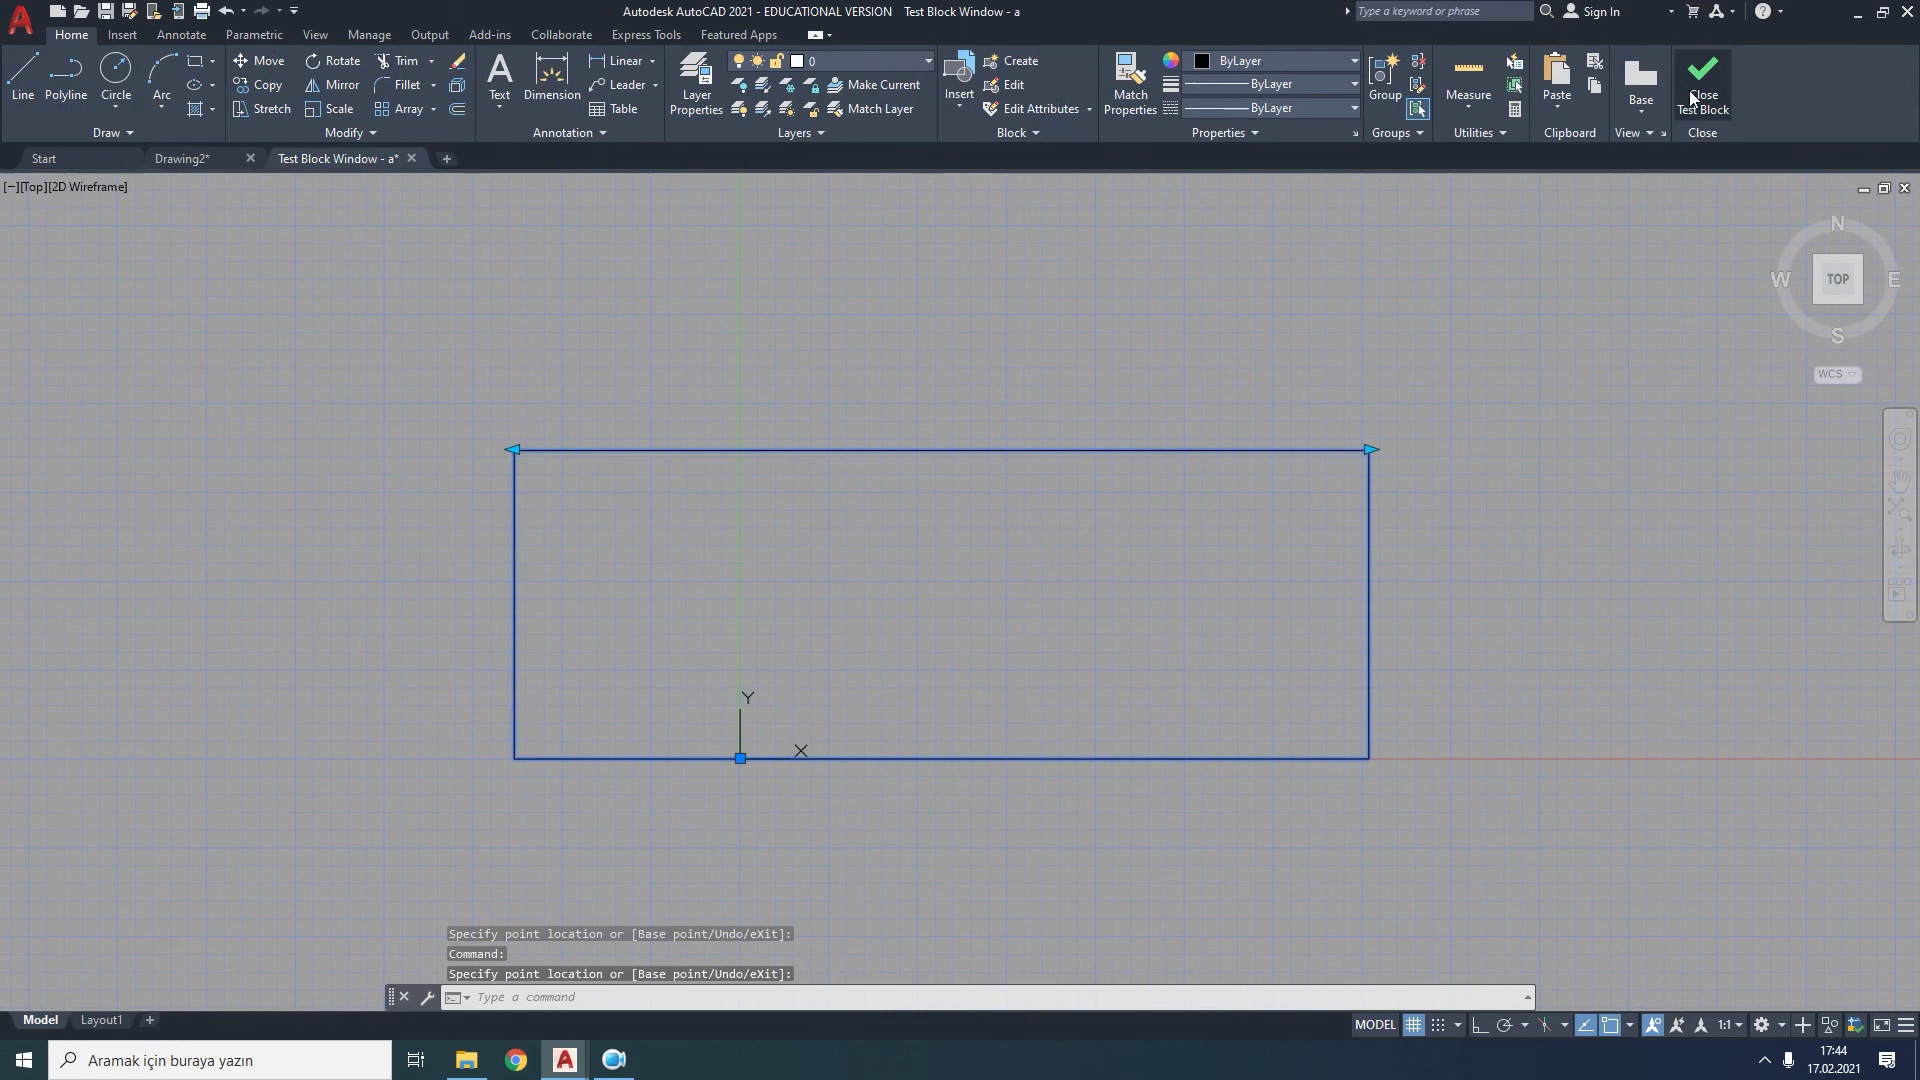 Autodesk AutoCAD 2021 - EDUCATIONAL VERSION Test Block Window - a
Type a keyword or phrase
Sign In
Home Insert Annotate Parametric View Manage Output Add-ins Collaborate Express Tools Featured Apps
Line Polyline Circle Arc
Draw
Move Rotate Trim
Copy Mirror Fillet
Stretch Scale Array
Modify
Text Dimension
Linear
Leader
Table
Annotation
Layer Properties
0
Make Current
Match Layer
Layers
Insert
Create
Edit
Edit Attributes
Block
Match Properties
ByLayer
ByLayer
ByLayer
Properties
Group
Groups
Measure
Utilities
Paste
Clipboard
Base
View
Close
Test Block
Close
Start Drawing2* Test Block Window - a*
[−][Top][2D Wireframe]
N
W TOP E
S
WCS
Y
X
Specify point location or [Base point/Undo/eXit]:
Command:
Specify point location or [Base point/Undo/eXit]:
Type a command
Model Layout1
MODEL
1:1
Aramak için buraya yazın
17:44
17.02.2021